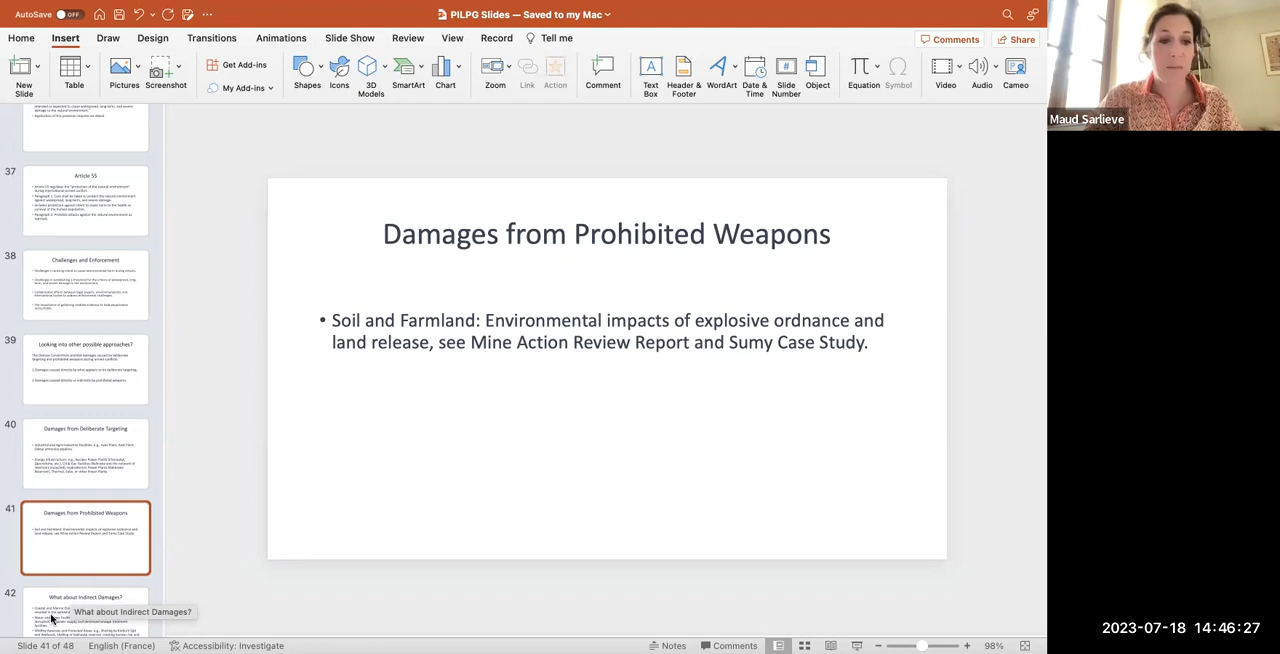 AutoSave OFF
PILPG Slides — Saved to my Mac
Home Insert Draw Design Transitions Animations Slide Show Review View Record Tell me
Comments Share
New Slide
Table
Pictures
Screenshot
Get Add-ins
My Add-ins
Shapes
Icons
3D Models
SmartArt
Chart
Zoom
Link
Action
Comment
Text Box
Header & Footer
WordArt
Date & Time
Slide Number
Object
Equation
Symbol
Video
Audio
Cameo
Maud Sarlieve
37
Article 55
38
Challenges and Enforcement
39
Looking into other possible approaches?
40
Damages from Deliberate Targeting
41
Damages from Prohibited Weapons
42
What about Indirect Damages?
What about Indirect Damages?
Damages from Prohibited Weapons
• Soil and Farmland: Environmental impacts of explosive ordnance and
land release, see Mine Action Review Report and Sumy Case Study.
2023-07-18 14:46:27
Slide 41 of 48 English (France) Accessibility: Investigate
Notes Comments 98%